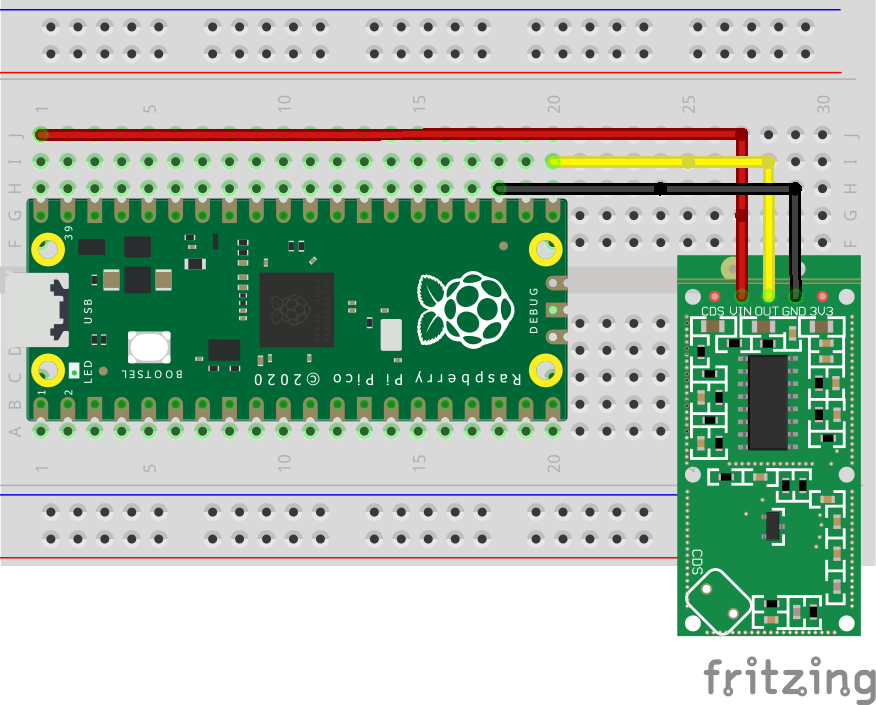 1 5 10 15 20 25 30
J J
I I
H H
G G
F F
39
USB
DEBUG
D
C
B
A
LED
1
2
BOOTSEL
Raspberry Pi Pico © 2020
CDS VIN OUT GND 3V3
1 5 10 15 20
CDS
fritzing